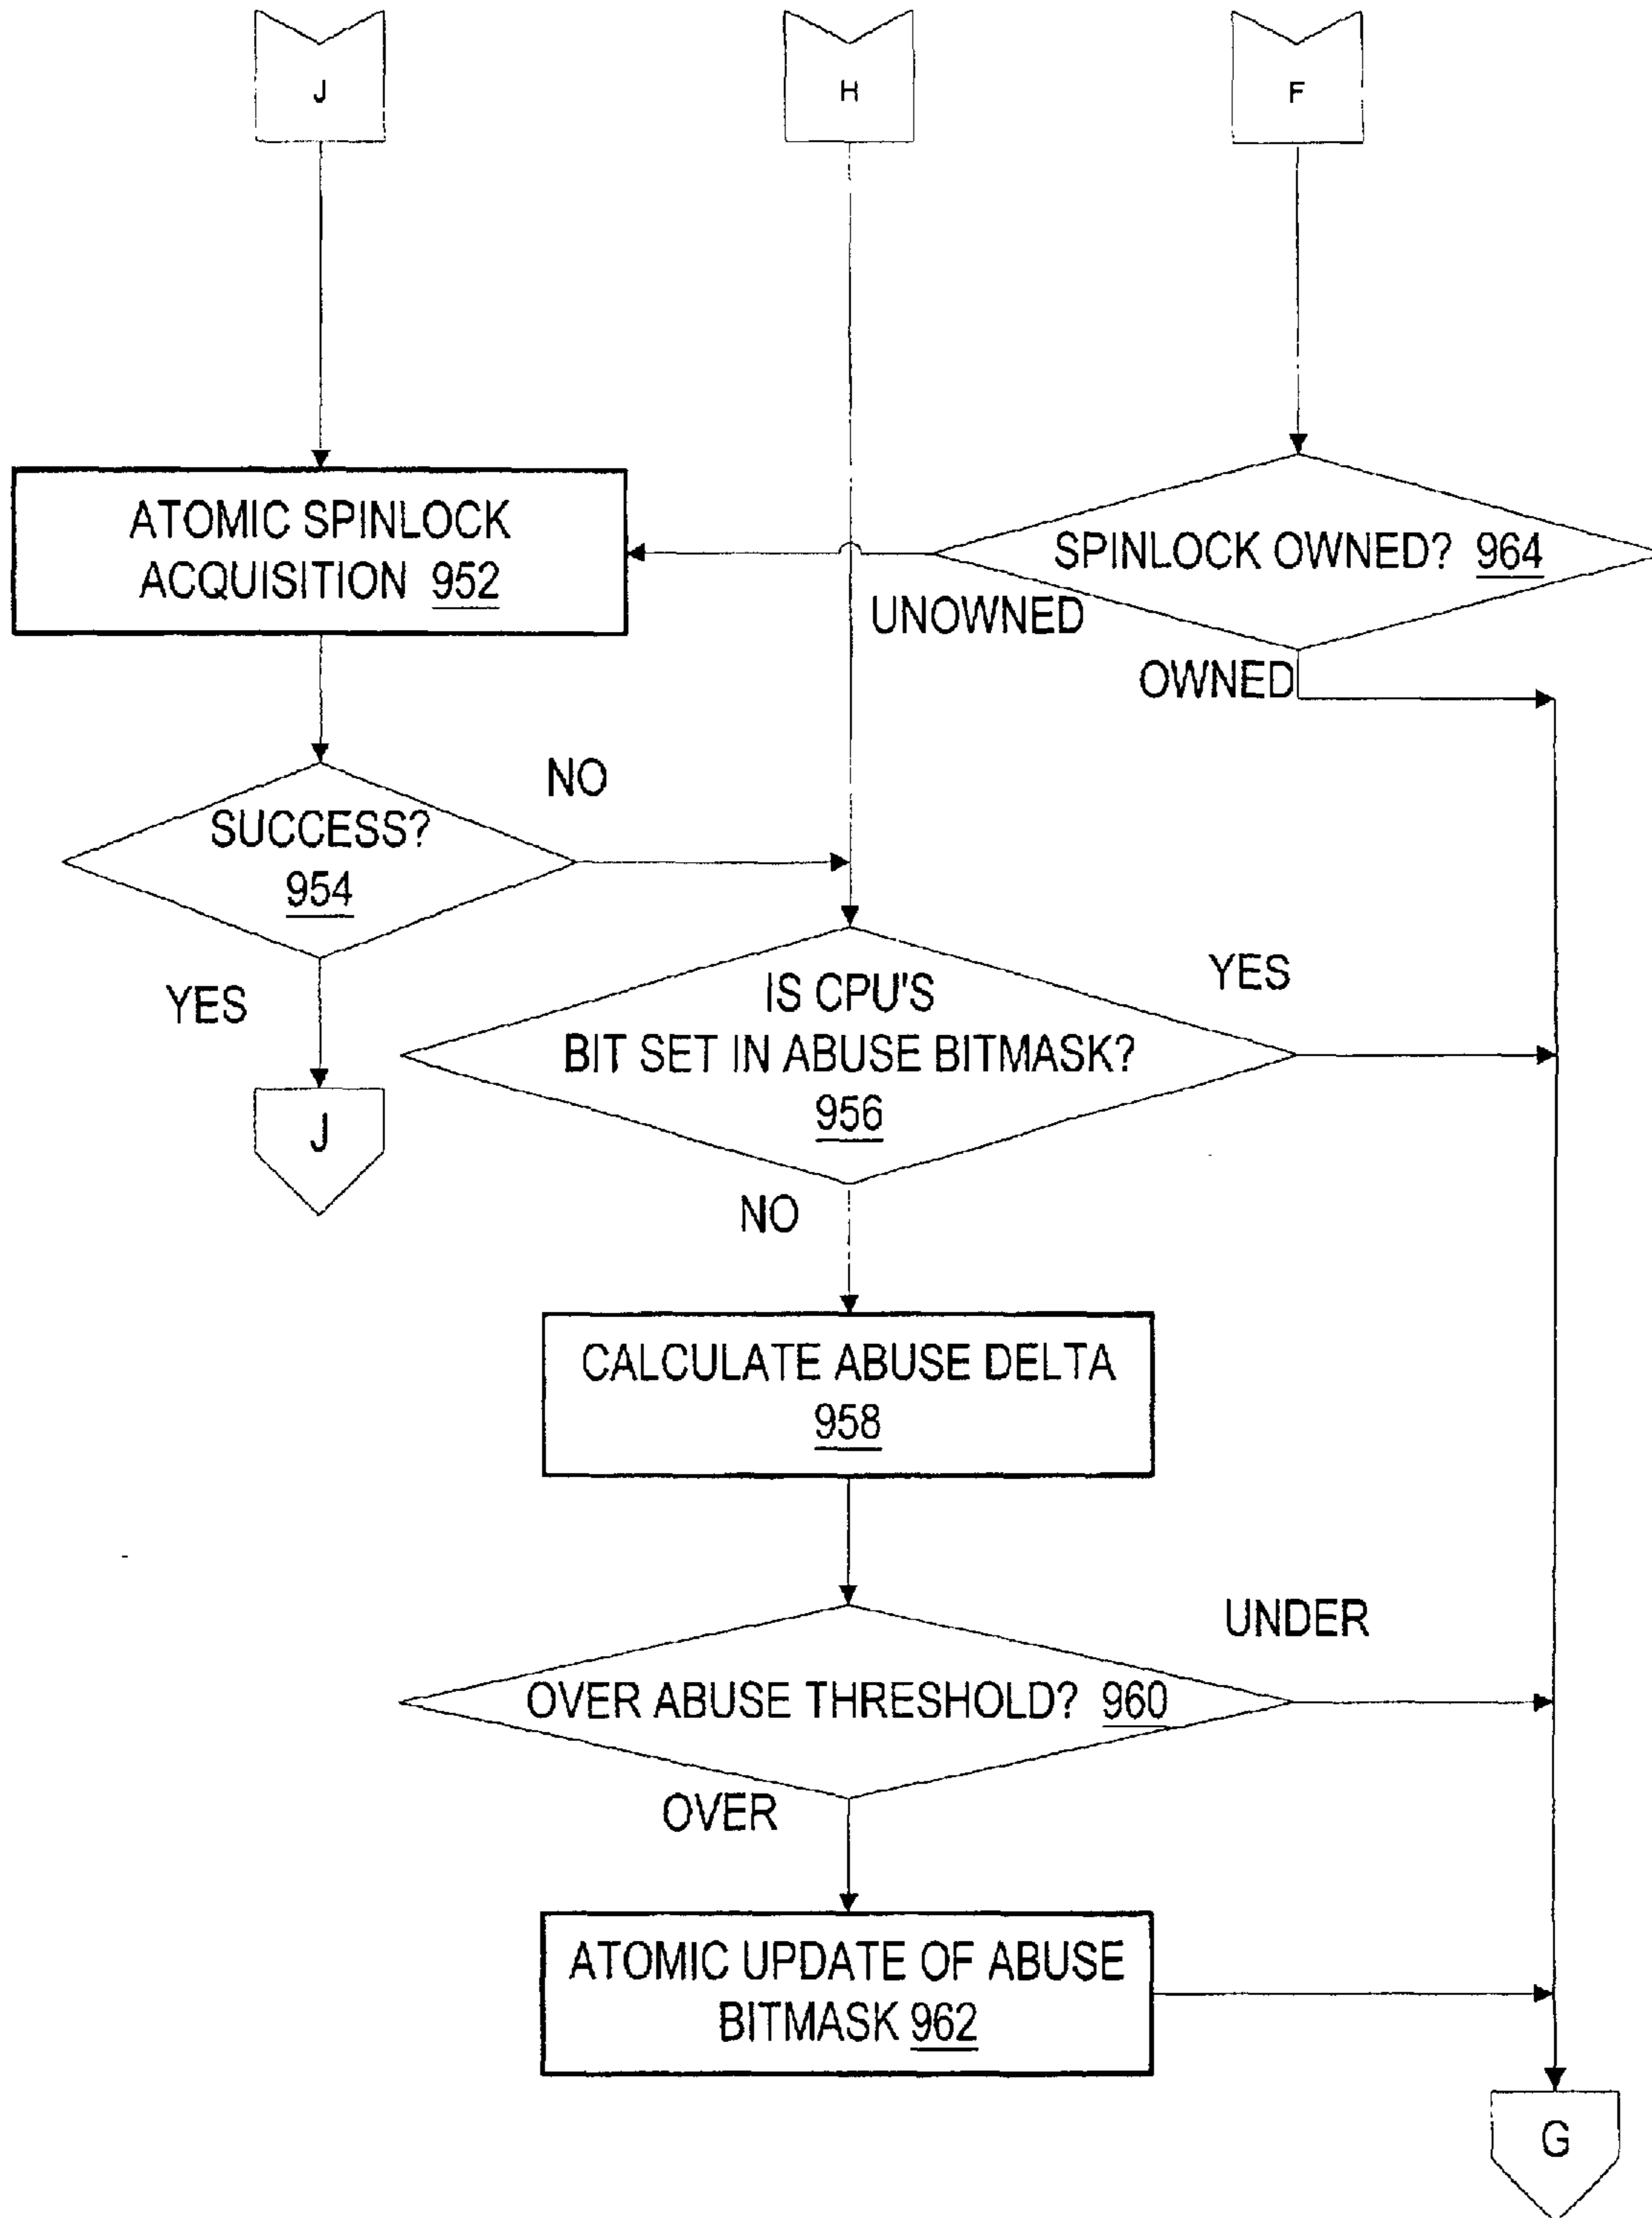 J
H
F
ATOMIC SPINLOCK
ACQUISITION 952
SPINLOCK OWNED? 964
UNOWNED
OWNED
NO
SUCCESS?
954
YES
YES
IS CPU'S
BIT SET IN ABUSE BITMASK?
956
J
NO
CALCULATE ABUSE DELTA
958
UNDER
OVER ABUSE THRESHOLD? 960
OVER
ATOMIC UPDATE OF ABUSE
BITMASK 962
G